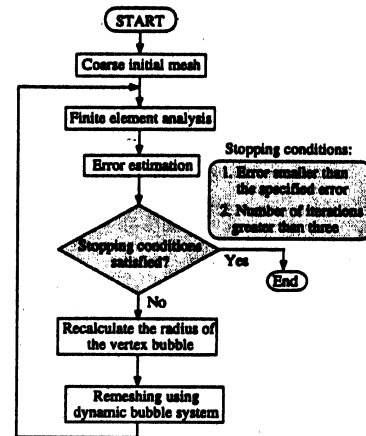 START
Coarse initial mesh
Finite element analysis
Error estimation
Stopping conditions:
1. Error smaller than
the specified error
2. Number of itrations
greater than three
Stopping conditions
satisfied?
Yes
End
No
Recalculate the radius of
the vertex bubble
Remeshing using
dynamic bubble system